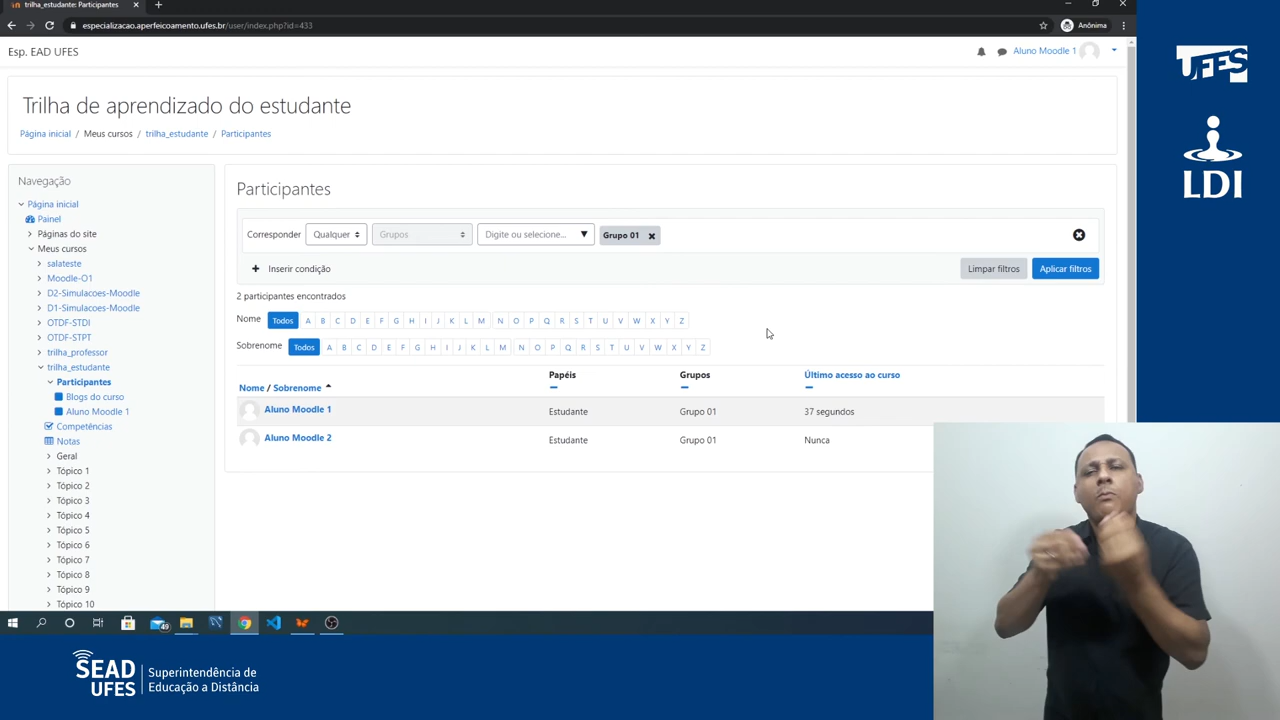 trilha_estudante: Participantes
especializacao.aperfeicoamento.ufes.br/user/index.php?id=433
Anônima
Esp. EAD UFES
Aluno Moodle 1
Trilha de aprendizado do estudante
Página inicial / Meus cursos / trilha_estudante / Participantes
Navegação
Página inicial
Painel
Páginas do site
Meus cursos
salateste
Moodle-O1
D2-Simulacoes-Moodle
D1-Simulacoes-Moodle
OTDF-STDI
OTDF-STPT
trilha_professor
trilha_estudante
Participantes
Blogs do curso
Aluno Moodle 1
Competências
Notas
Geral
Tópico 1
Tópico 2
Tópico 3
Tópico 4
Tópico 5
Tópico 6
Tópico 7
Tópico 8
Tópico 9
Tópico 10
Participantes
Corresponder Qualquer Grupos Digite ou selecione... Grupo 01
Inserir condição Limpar filtros Aplicar filtros
2 participantes encontrados
Nome Todos A B C D E F G H I J K L M N O P Q R S T U V W X Y Z
Sobrenome Todos A B C D E F G H I J K L M N O P Q R S T U V W X Y Z
Nome / Sobrenome Papéis Grupos Último acesso ao curso
Aluno Moodle 1 Estudante Grupo 01 37 segundos
Aluno Moodle 2 Estudante Grupo 01 Nunca
49
UFES
LDI
SEAD UFES
Superintendência de
Educação a Distância